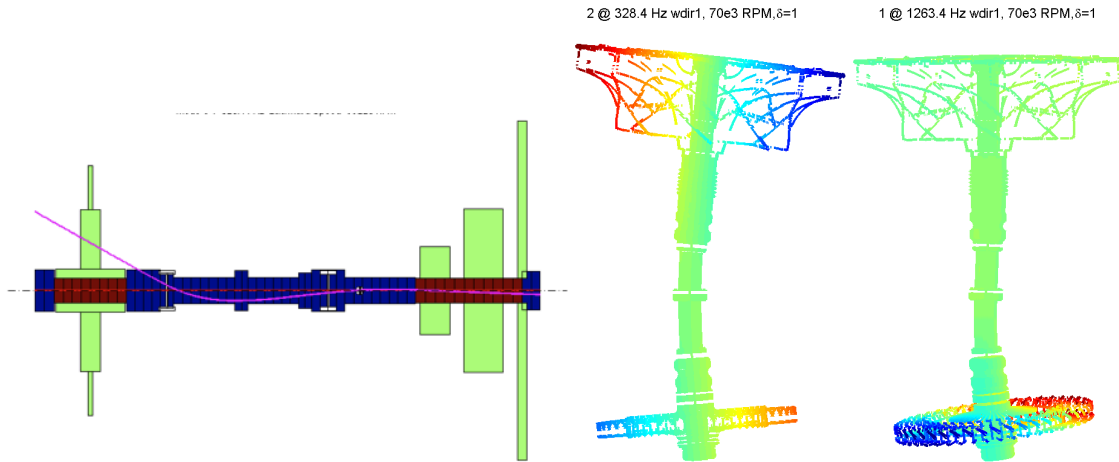 2 @ 328.4 Hz wdir1, 70e3 RPM,δ=1
1 @ 1263.4 Hz wdir1, 70e3 RPM,δ=1